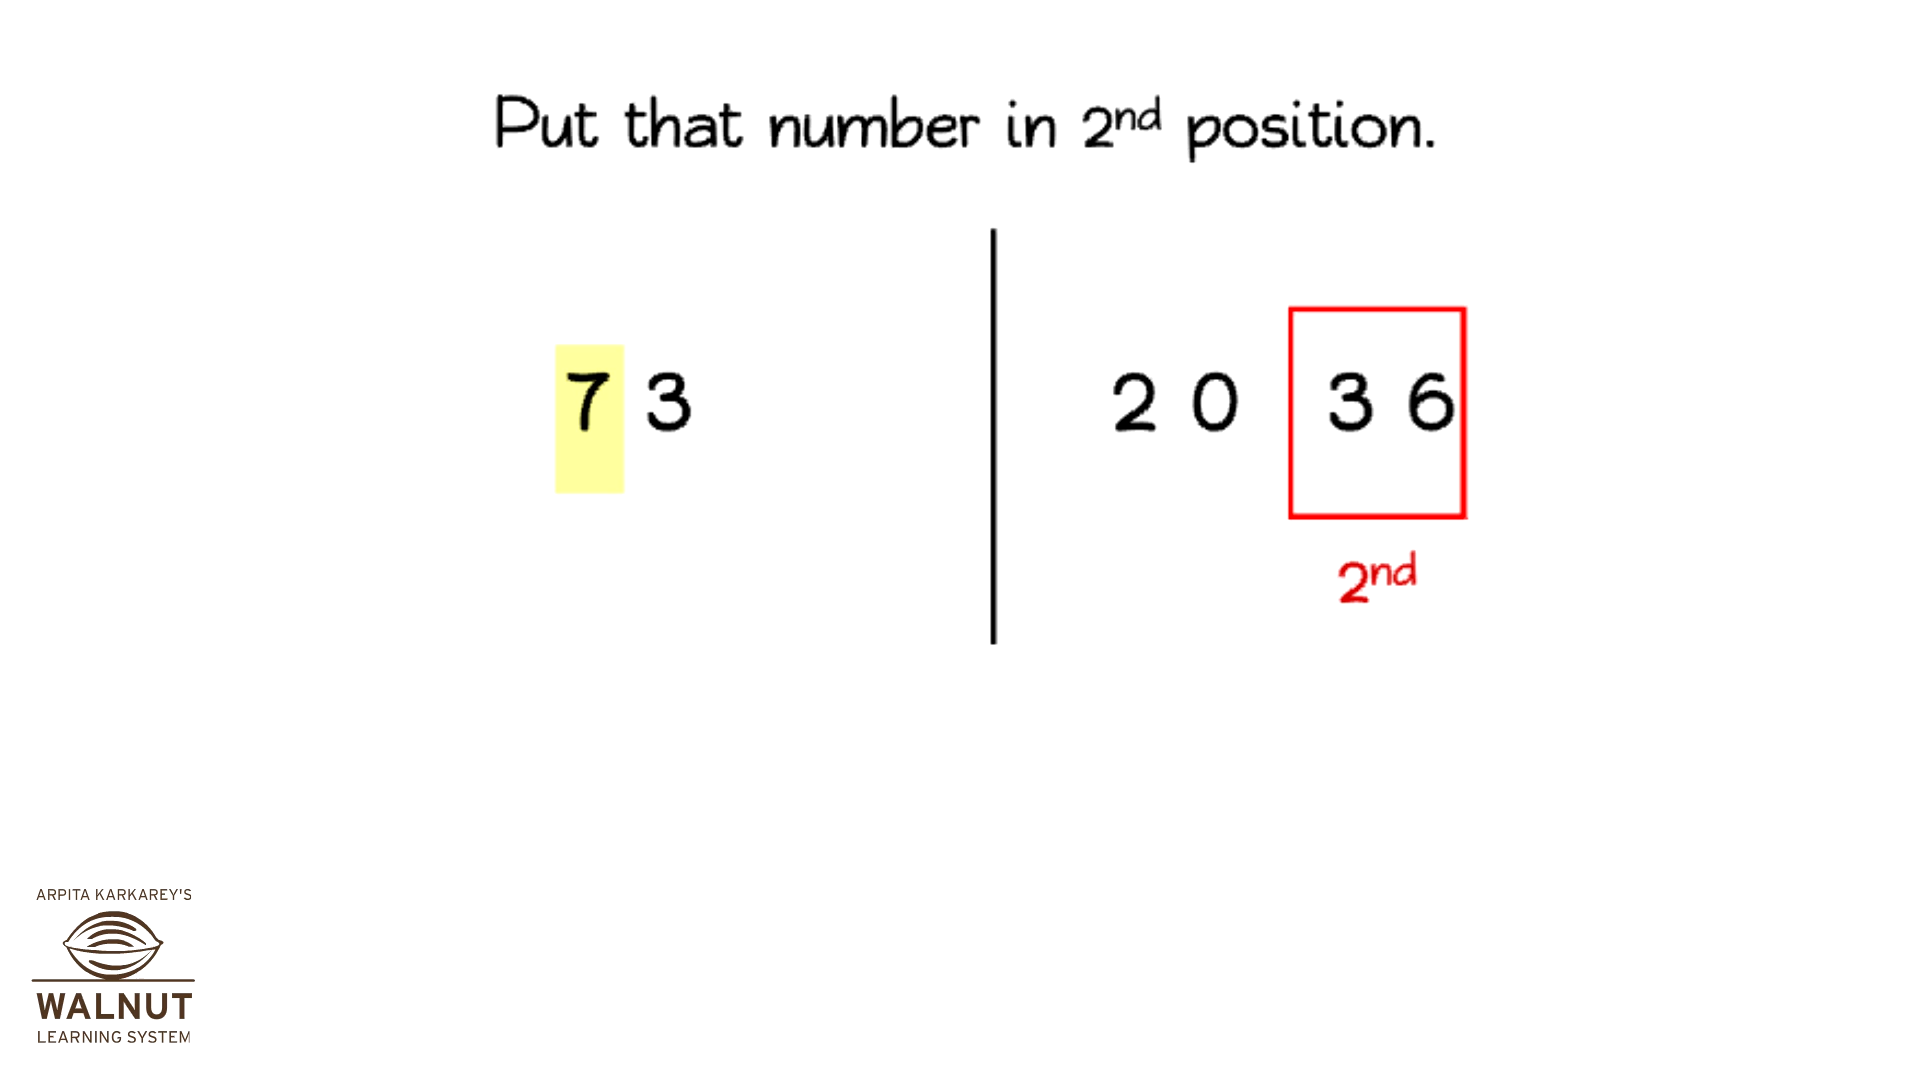 Put that number in 2nd position.
7 3
2 0 3 6
2nd
ARPITA KARKAREY'S
WALNUT
LEARNING SYSTEM